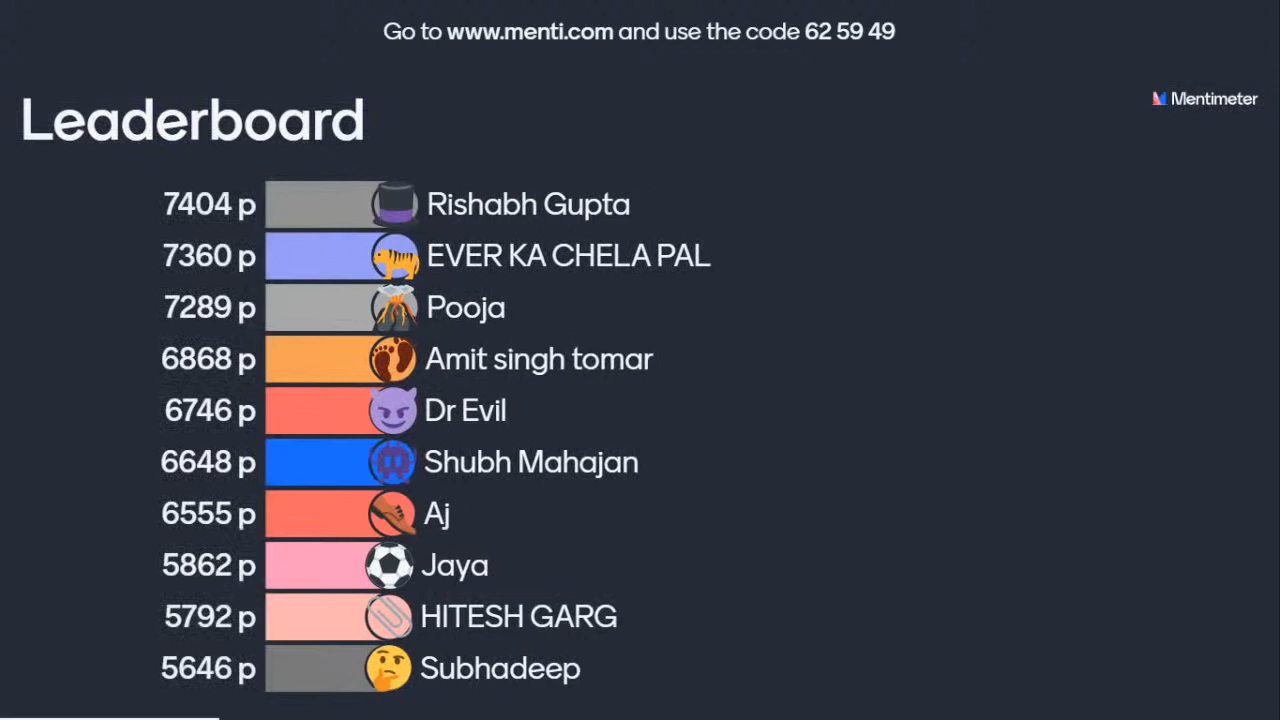 Go to www.menti.com and use the code 62 59 49
Mentimeter
Leaderboard
7404 p Rishabh Gupta
7360 p EVER KA CHELA PAL
7289 p Pooja
6868 p Amit singh tomar
6746 p Dr Evil
6648 p Shubh Mahajan
6555 p Aj
5862 p Jaya
5792 p HITESH GARG
5646 p Subhadeep